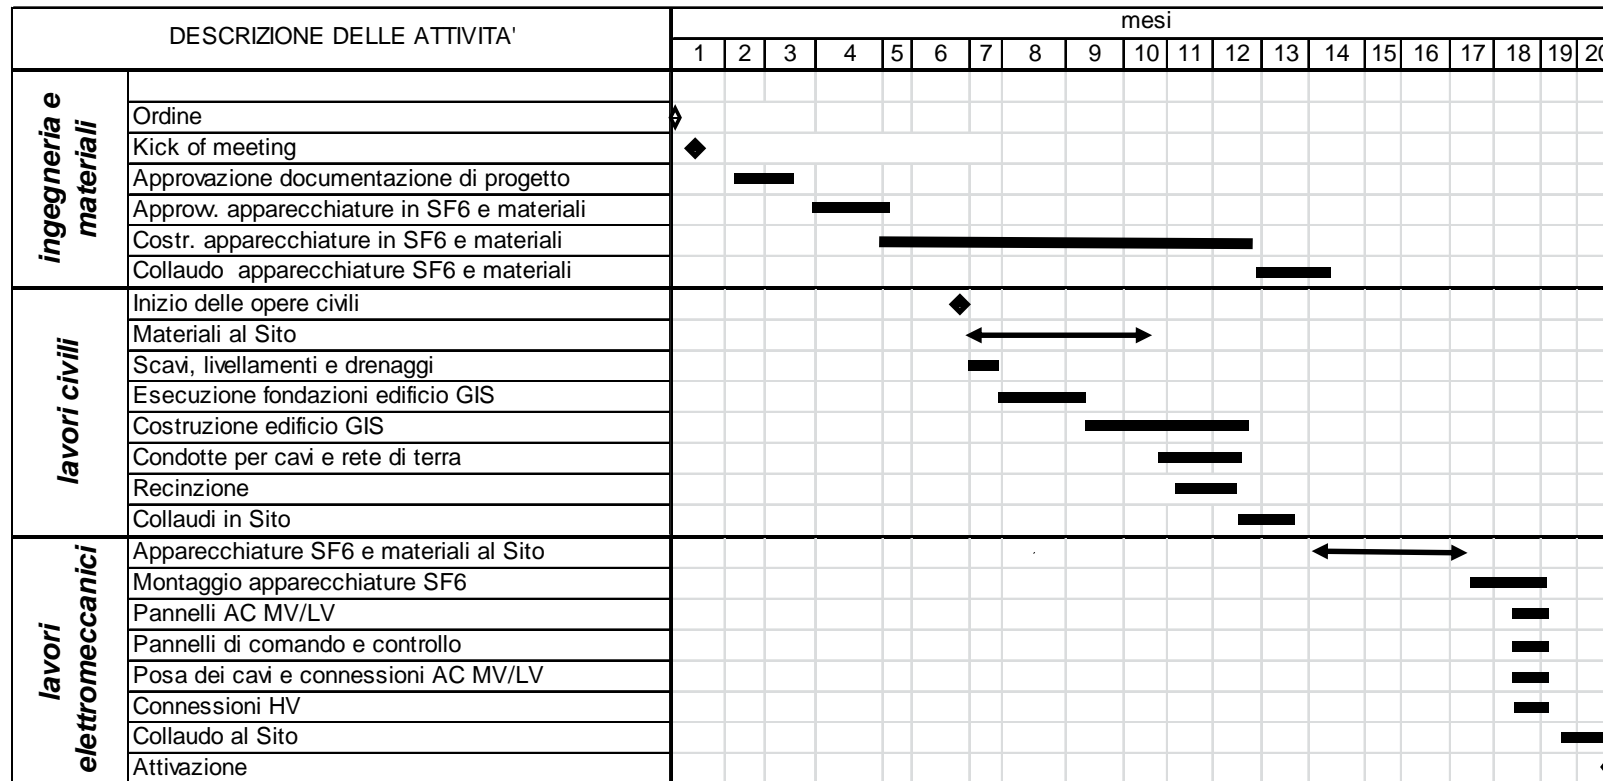 DESCRIZIONE DELLE ATTIVITA'
mesi
1 2 3 4 5 6 7 8 9 10 11 12 13 14 15 16 17 18 19 20
ingegneria e
materiali
Ordine
Kick of meeting
Approvazione documentazione di progetto
Approw. apparecchiature in SF6 e materiali
Costr. apparecchiature in SF6 e materiali
Collaudo apparecchiature SF6 e materiali
lavori civili
Inizio delle opere civili
Materiali al Sito
Scavi, livellamenti e drenaggi
Esecuzione fondazioni edificio GIS
Costruzione edificio GIS
Condotte per cavi e rete di terra
Recinzione
Collaudi in Sito
lavori
elettromeccanici
Apparecchiature SF6 e materiali al Sito
Montaggio apparecchiature SF6
Pannelli AC MV/LV
Pannelli di comando e controllo
Posa dei cavi e connessioni AC MV/LV
Connessioni HV
Collaudo al Sito
Attivazione